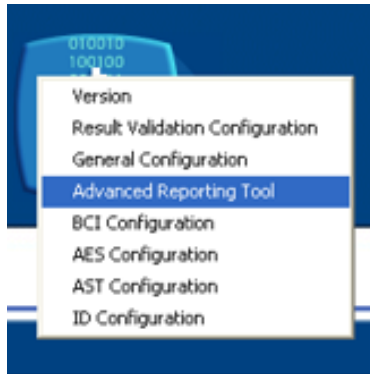 010010
100100
Version
Result Validation Configuration
General Configuration
Advanced Reporting Tool
BCI Configuration
AES Configuration
AST Configuration
ID Configuration